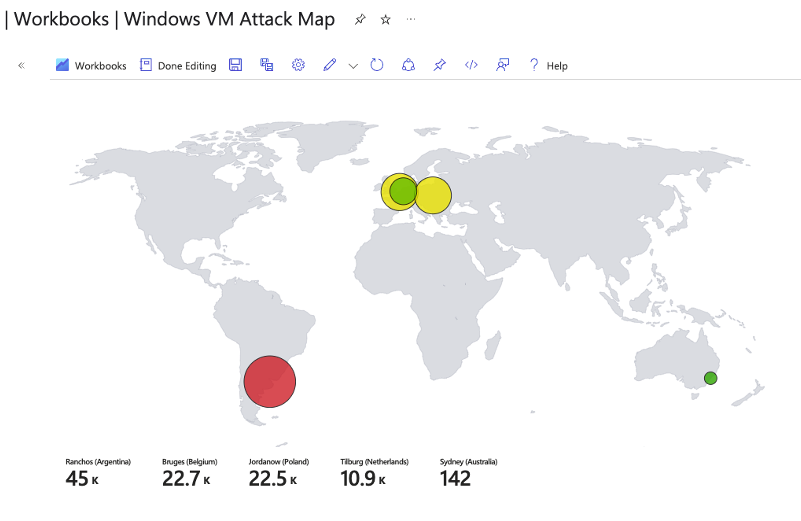 | Workbooks | Windows VM Attack Map ...
« Workbooks Done Editing ? Help
Ranchos (Argentina) Bruges (Belgium) Jordanow (Poland) Tilburg (Netherlands) Sydney (Australia)
45 K 22.7 K 22.5 K 10.9 K 142